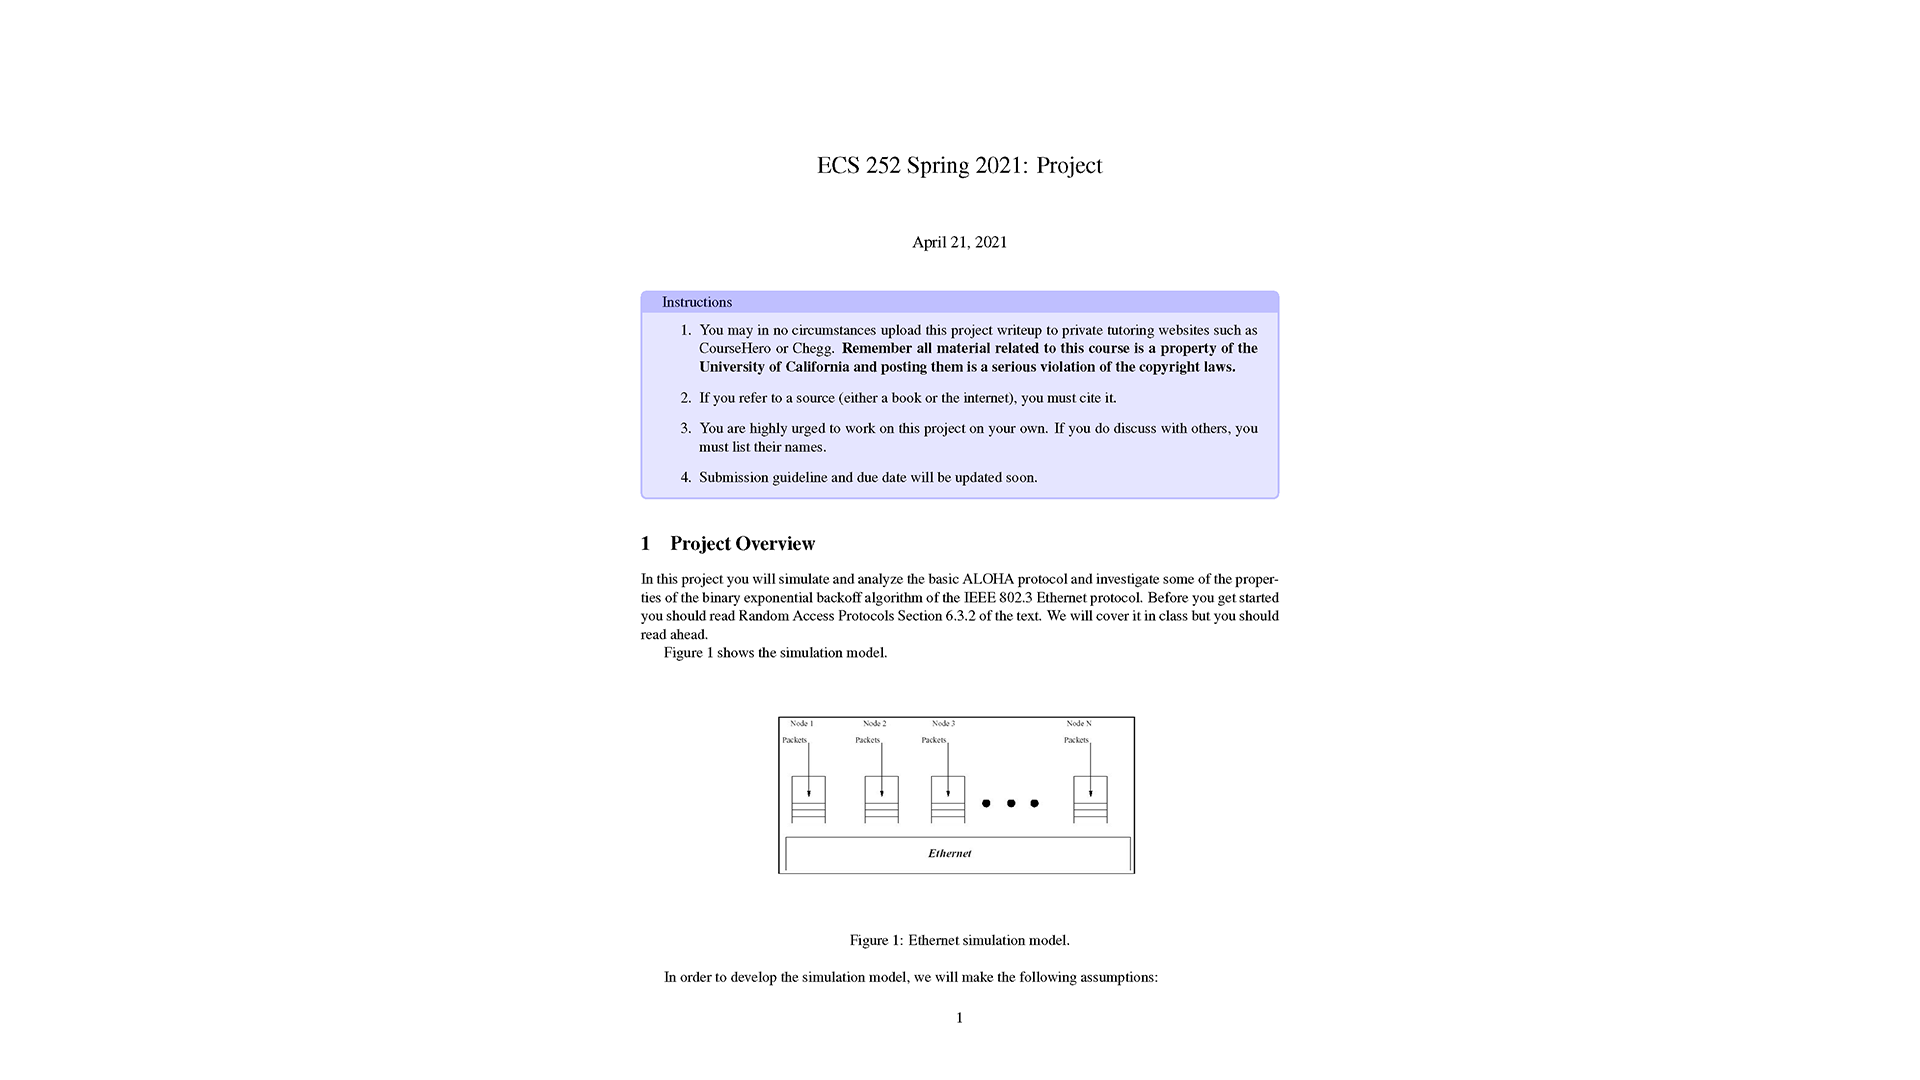 ECS 252 Spring 2021: Project
April 21, 2021
Instructions
1. You may in no circumstances upload this project writeup to private tutoring websites such as
CourseHero or Chegg. Remember all material related to this course is a property of the
University of California and posting them is a serious violation of the copyright laws.
2. If you refer to a source (either a book or the internet), you must cite it.
3. You are highly urged to work on this project on your own. If you do discuss with others, you
must list their names.
4. Submission guideline and due date will be updated soon.
1 Project Overview
In this project you will simulate and analyze the basic ALOHA protocol and investigate some of the proper-
ties of the binary exponential backoff algorithm of the IEEE 802.3 Ethernet protocol. Before you get started
you should read Random Access Protocols Section 6.3.2 of the text. We will cover it in class but you should
read ahead.
Figure 1 shows the simulation model.
Node 1 Node 2 Node 3 Node N
Packets Packets Packets Packets
Ethernet
Figure 1: Ethernet simulation model.
In order to develop the simulation model, we will make the following assumptions:
1